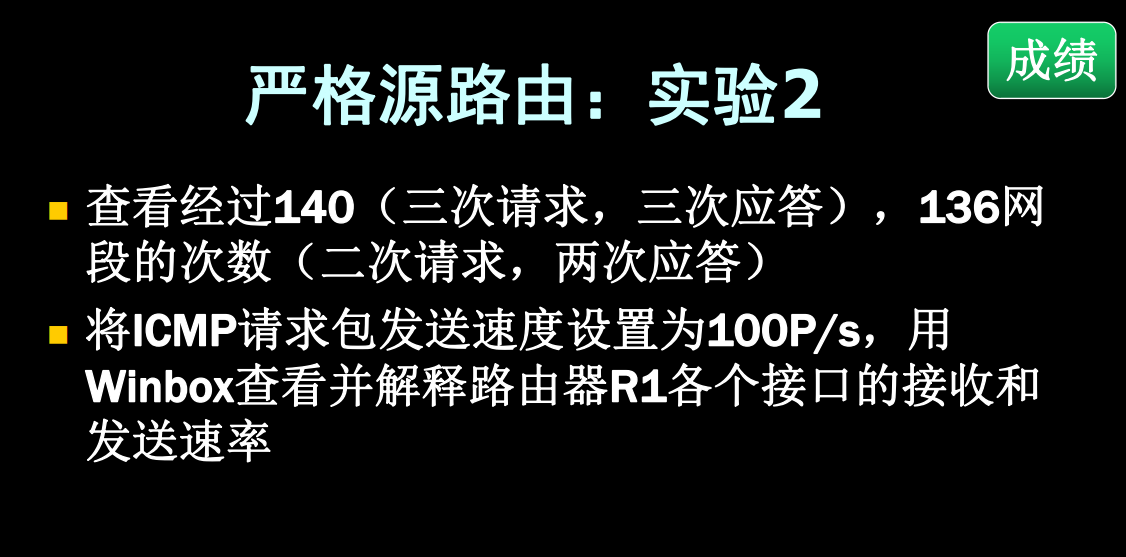 成绩
严格源路由：实验2
查看经过140（三次请求，三次应答），136网
段的次数（二次请求，两次应答）
将ICMP请求包发送速度设置为100P/s，用
Winbox查看并解释路由器R1各个接口的接收和
发送速率